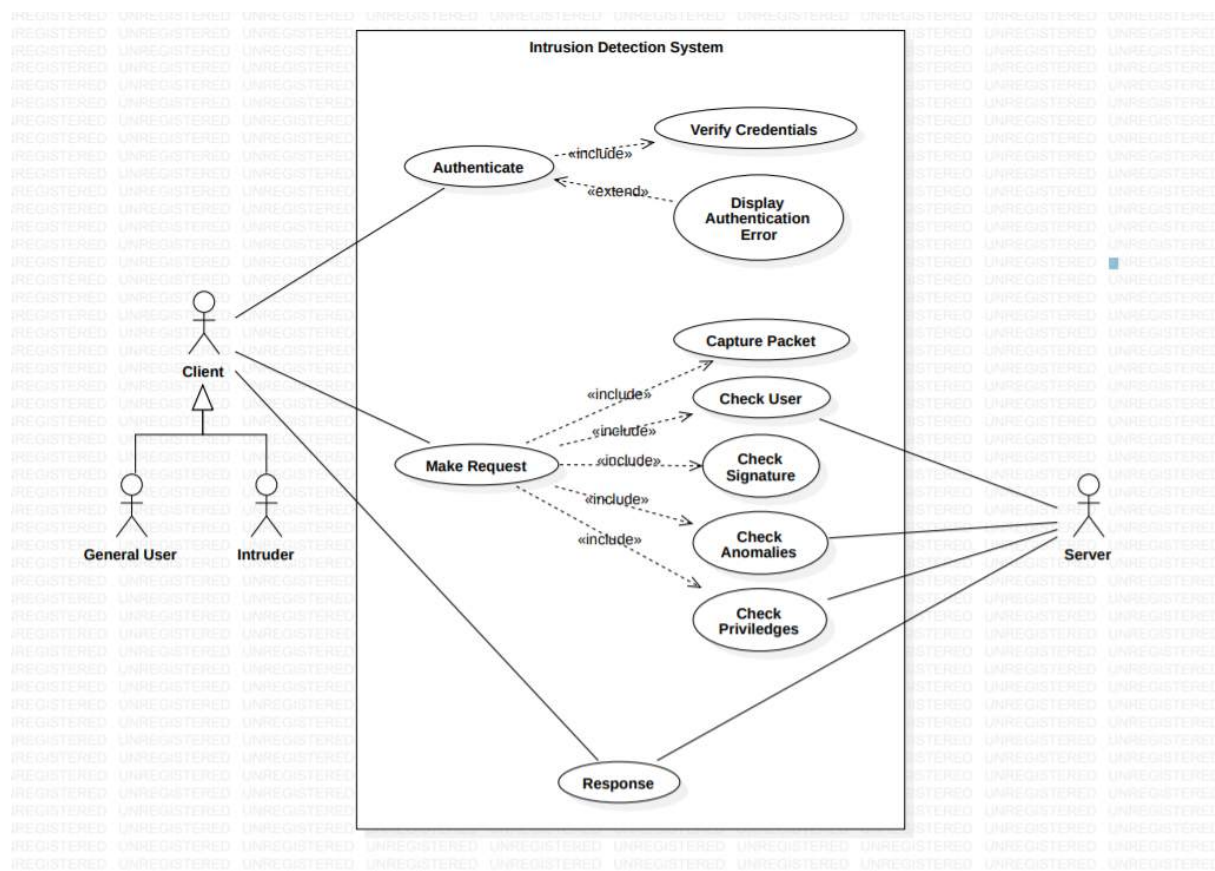 Intrusion Detection System
Verify Credentials
«include»
Authenticate
«extend»
Display
Authentication
Error
Capture Packet
Client
«include»
Check User
«include»
Check
Signature
«include»
Make Request
«include»
Check
Anomalies
«include»
General User
Intruder
Server
Check
Priviledges
Response
UNREGISTERED